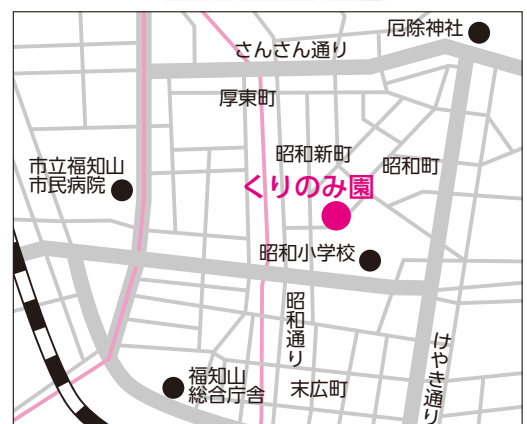 厄除神社
さんさん通り
厚東町
昭和新町
昭和町
市立福知山
市民病院
くりのみ園
昭和小学校
昭和通り
けやき通り
福知山
総合庁舎
末広町